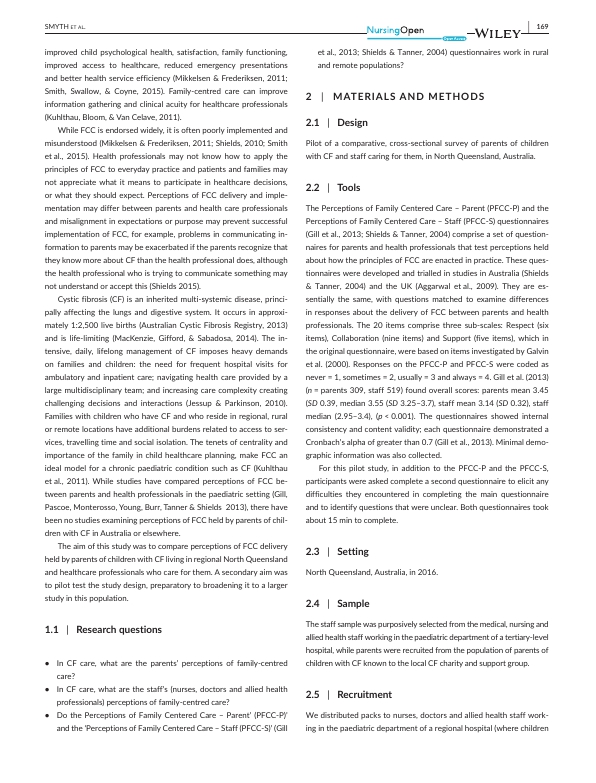 SMYTH ET AL.
NursingOpen
Open Access
WILEY
169
improved child psychological health, satisfaction, family functioning,
improved access to healthcare, reduced emergency presentations
and better health service efficiency (Mikkelsen & Frederiksen, 2011;
Smith, Swallow, & Coyne, 2015). Family-centred care can improve
information gathering and clinical acuity for healthcare professionals
(Kuhlthau, Bloom, & Van Cleave, 2011).
While FCC is endorsed widely, it is often poorly implemented and
misunderstood (Mikkelsen & Frederiksen, 2011; Shields, 2010; Smith
et al., 2015). Health professionals may not know how to apply the
principles of FCC to everyday practice and patients and families may
not appreciate what it means to participate in healthcare decisions,
or what they should expect. Perceptions of FCC delivery and imple-
mentation may differ between parents and health care professionals
and misalignment in expectations or purpose may prevent successful
implementation of FCC, for example, problems in communicating in-
formation to parents may be exacerbated if the parents recognize that
they know more about CF than the health professional does, although
the health professional who is trying to communicate something may
not understand or accept this (Shields 2015).
Cystic fibrosis (CF) is an inherited multi-systemic disease, princi-
pally affecting the lungs and digestive system. It occurs in approxi-
mately 1:2,500 live births (Australian Cystic Fibrosis Registry, 2013)
and is life-limiting (MacKenzie, Gifford, & Sabadosa, 2014). The in-
tensive, daily, lifelong management of CF imposes heavy demands
on families and children: the need for frequent hospital visits for
ambulatory and inpatient care; navigating health care provided by a
large multidisciplinary team; and increasing care complexity creating
challenging decisions and interactions (Jessup & Parkinson, 2010).
Families with children who have CF and who reside in regional, rural
or remote locations have additional burdens related to access to ser-
vices, travelling time and social isolation. The tenets of centrality and
importance of the family in child healthcare planning, make FCC an
ideal model for a chronic paediatric condition such as CF (Kuhlthau
et al., 2011). While studies have compared perceptions of FCC be-
tween parents and health professionals in the paediatric setting (Gill,
Pascoe, Monterosso, Young, Burr, Tanner & Shields 2013), there have
been no studies examining perceptions of FCC held by parents of chil-
dren with CF in Australia or elsewhere.
The aim of this study was to compare perceptions of FCC delivery
held by parents of children with CF living in regional North Queensland
and healthcare professionals who care for them. A secondary aim was
to pilot test the study design, preparatory to broadening it to a larger
study in this population.
1.1 | Research questions
• In CF care, what are the parents' perceptions of family-centred
care?
• In CF care, what are the staff's (nurses, doctors and allied health
professionals) perceptions of family-centred care?
• Do the Perceptions of Family Centered Care – Parent' (PFCC-P)'
and the 'Perceptions of Family Centered Care – Staff (PFCC-S)' (Gill
et al., 2013; Shields & Tanner, 2004) questionnaires work in rural
and remote populations?
2 | MATERIALS AND METHODS
2.1 | Design
Pilot of a comparative, cross-sectional survey of parents of children
with CF and staff caring for them, in North Queensland, Australia.
2.2 | Tools
The Perceptions of Family Centered Care – Parent (PFCC-P) and the
Perceptions of Family Centered Care – Staff (PFCC-S) questionnaires
(Gill et al., 2013; Shields & Tanner, 2004) comprise a set of question-
naires for parents and health professionals that test perceptions held
about how the principles of FCC are enacted in practice. These ques-
tionnaires were developed and trialled in studies in Australia (Shields
& Tanner, 2004) and the UK (Aggarwal et al., 2009). They are es-
sentially the same, with questions matched to examine differences
in responses about the delivery of FCC between parents and health
professionals. The 20 items comprise three sub-scales: Respect (six
items), Collaboration (nine items) and Support (five items), which in
the original questionnaire, were based on items investigated by Galvin
et al. (2000). Responses on the PFCC-P and PFCC-S were coded as
never = 1, sometimes = 2, usually = 3 and always = 4. Gill et al. (2013)
(n = parents 309, staff 519) found overall scores: parents mean 3.45
(SD 0.39, median 3.55 (SD 3.25–3.7), staff mean 3.14 (SD 0.32), staff
median (2.95–3.4), (p < 0.001). The questionnaires showed internal
consistency and content validity; each questionnaire demonstrated a
Cronbach's alpha of greater than 0.7 (Gill et al., 2013). Minimal demo-
graphic information was also collected.
For this pilot study, in addition to the PFCC-P and the PFCC-S,
participants were asked complete a second questionnaire to elicit any
difficulties they encountered in completing the main questionnaire
and to identify questions that were unclear. Both questionnaires took
about 15 min to complete.
2.3 | Setting
North Queensland, Australia, in 2016.
2.4 | Sample
The staff sample was purposively selected from the medical, nursing and
allied health staff working in the paediatric department of a tertiary-level
hospital, while parents were recruited from the population of parents of
children with CF known to the local CF charity and support group.
2.5 | Recruitment
We distributed packs to nurses, doctors and allied health staff work-
ing in the paediatric department of a regional hospital (where children